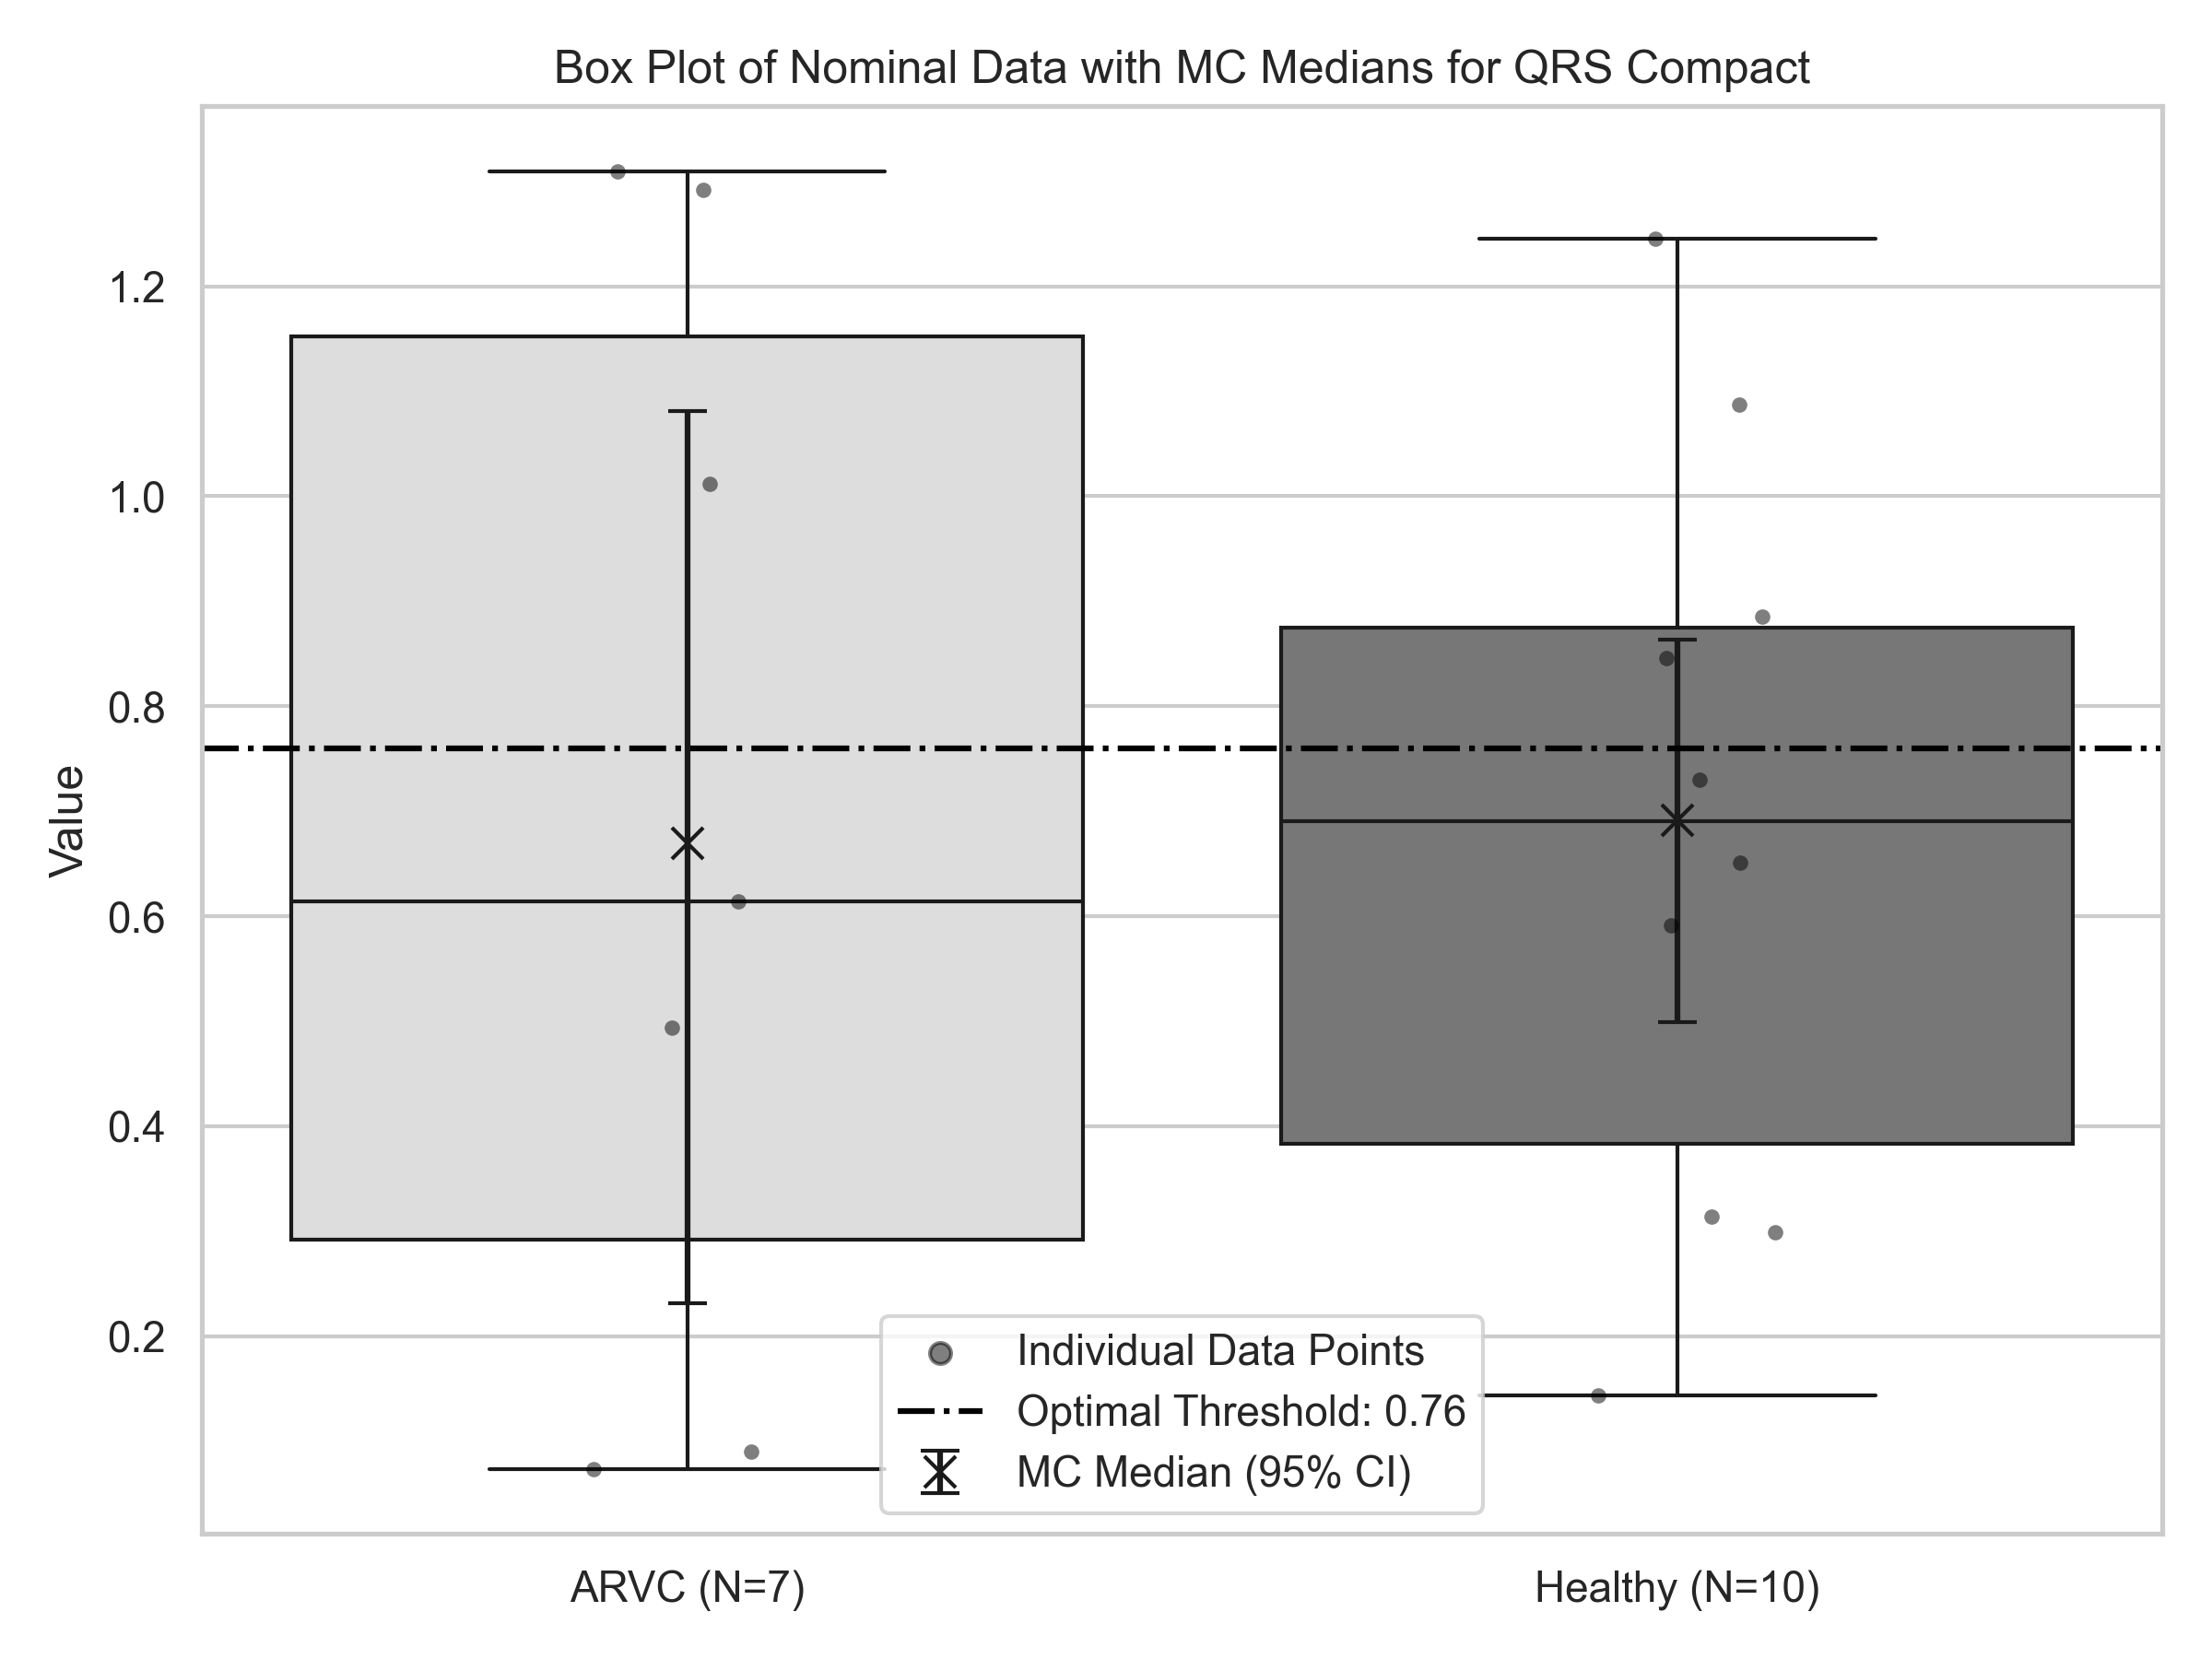 Box Plot of Nominal Data with MC Medians for QRS Compact
Value
1.2
1.0
0.8
0.6
0.4
0.2
Individual Data Points
Optimal Threshold: 0.76
MC Median (95% CI)
ARVC (N=7)
Healthy (N=10)